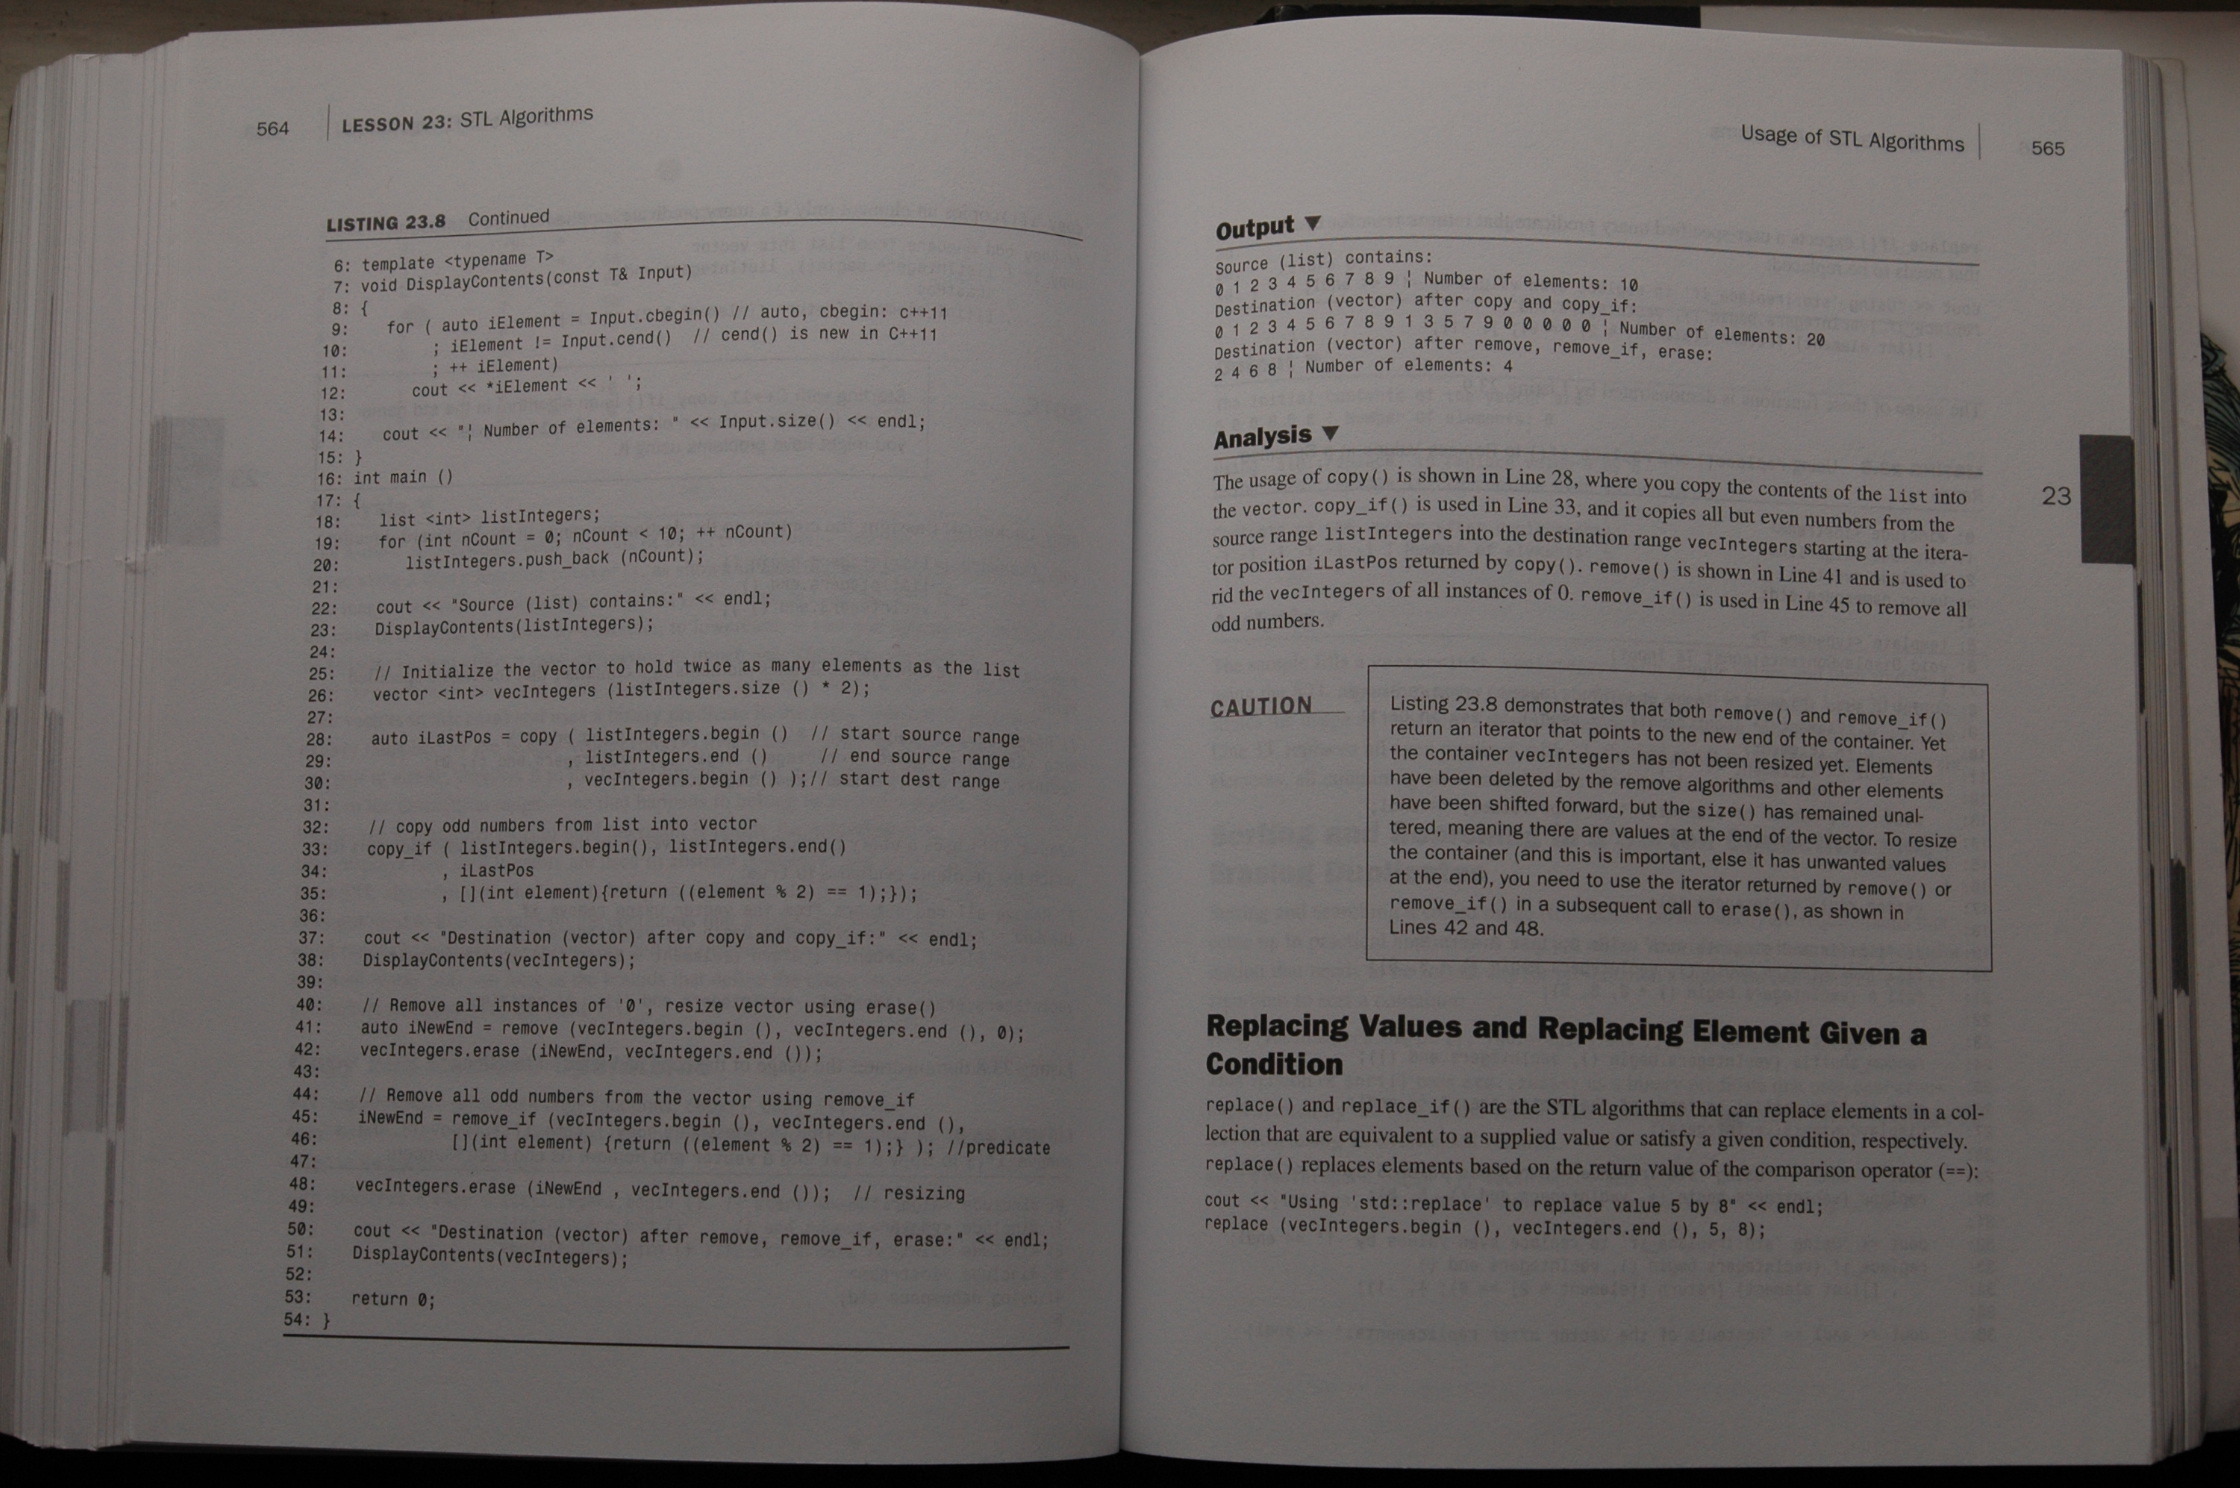 564 LESSON 23: STL Algorithms
LISTING 23.8 Continued
6: template <typename T>
7: void DisplayContents(const T& Input)
8: {
9: for ( auto iElement = Input.cbegin() // auto, cbegin: c++11
10: ; iElement != Input.cend() // cend() is new in C++11
11: ; ++ iElement)
12: cout << *iElement << ' ';
13:
14: cout << "¦ Number of elements: " << Input.size() << endl;
15: }
16: int main ()
17: {
18: list <int> listIntegers;
19: for (int nCount = 0; nCount < 10; ++ nCount)
20: listIntegers.push_back (nCount);
21:
22: cout << "Source (list) contains:" << endl;
23: DisplayContents(listIntegers);
24:
25: // Initialize the vector to hold twice as many elements as the list
26: vector <int> vecIntegers (listIntegers.size () * 2);
27:
28: auto iLastPos = copy ( listIntegers.begin () // start source range
29: , listIntegers.end () // end source range
30: , vecIntegers.begin () );// start dest range
31:
32: // copy odd numbers from list into vector
33: copy_if ( listIntegers.begin(), listIntegers.end()
34: , iLastPos
35: , [](int element){return ((element % 2) == 1);});
36:
37: cout << "Destination (vector) after copy and copy_if:" << endl;
38: DisplayContents(vecIntegers);
39:
40: // Remove all instances of '0', resize vector using erase()
41: auto iNewEnd = remove (vecIntegers.begin (), vecIntegers.end (), 0);
42: vecIntegers.erase (iNewEnd, vecIntegers.end ());
43:
44: // Remove all odd numbers from the vector using remove_if
45: iNewEnd = remove_if (vecIntegers.begin (), vecIntegers.end (),
46: [](int element) {return ((element % 2) == 1);} ); //predicate
47:
48: vecIntegers.erase (iNewEnd , vecIntegers.end ()); // resizing
49:
50: cout << "Destination (vector) after remove, remove_if, erase:" << endl;
51: DisplayContents(vecIntegers);
52:
53: return 0;
54: }
Usage of STL Algorithms 565
Output ▼
Source (list) contains:
0 1 2 3 4 5 6 7 8 9 ¦ Number of elements: 10
Destination (vector) after copy and copy_if:
0 1 2 3 4 5 6 7 8 9 1 3 5 7 9 0 0 0 0 0 ¦ Number of elements: 20
Destination (vector) after remove, remove_if, erase:
2 4 6 8 ¦ Number of elements: 4
Analysis ▼
The usage of copy() is shown in Line 28, where you copy the contents of the list into
the vector. copy_if() is used in Line 33, and it copies all but even numbers from the
source range listIntegers into the destination range vecIntegers starting at the itera-
tor position iLastPos returned by copy(). remove() is shown in Line 41 and is used to
rid the vecIntegers of all instances of 0. remove_if() is used in Line 45 to remove all
odd numbers.
23
CAUTION
Listing 23.8 demonstrates that both remove() and remove_if()
return an iterator that points to the new end of the container. Yet
the container vecIntegers has not been resized yet. Elements
have been deleted by the remove algorithms and other elements
have been shifted forward, but the size() has remained unal-
tered, meaning there are values at the end of the vector. To resize
the container (and this is important, else it has unwanted values
at the end), you need to use the iterator returned by remove() or
remove_if() in a subsequent call to erase(), as shown in
Lines 42 and 48.
Replacing Values and Replacing Element Given a
Condition
replace() and replace_if() are the STL algorithms that can replace elements in a col-
lection that are equivalent to a supplied value or satisfy a given condition, respectively.
replace() replaces elements based on the return value of the comparison operator (==):
cout << "Using 'std::replace' to replace value 5 by 8" << endl;
replace (vecIntegers.begin (), vecIntegers.end (), 5, 8);